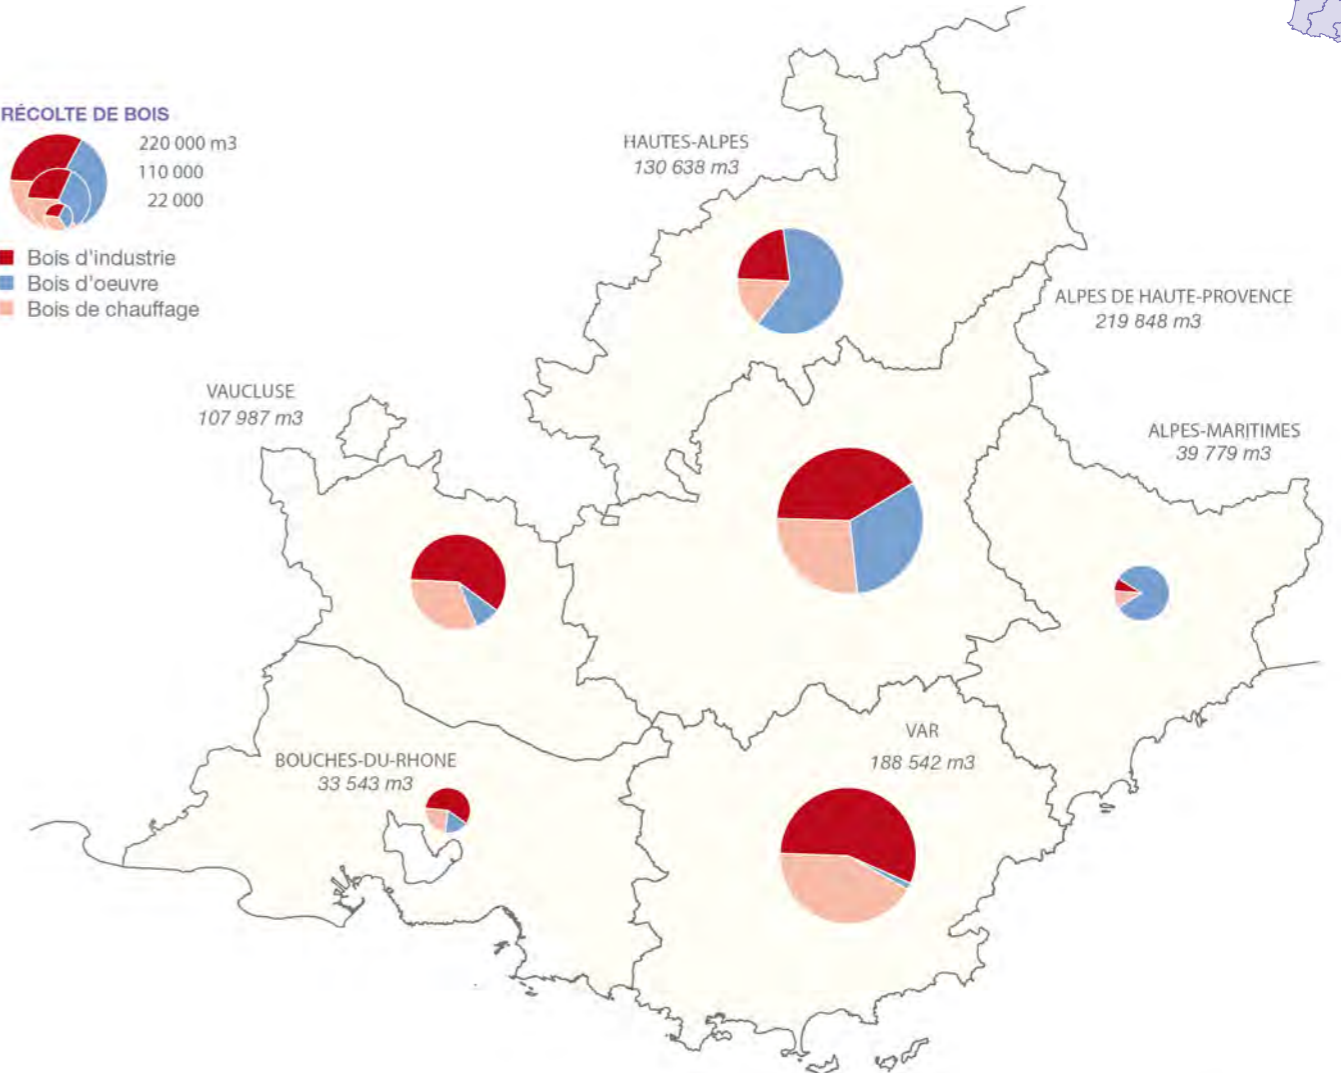 RÉCOLTE DE BOIS
220 000 m3
110 000
22 000
Bois d'industrie
Bois d'oeuvre
Bois de chauffage
HAUTES-ALPES
130 638 m3
ALPES DE HAUTE-PROVENCE
219 848 m3
VAUCLUSE
107 987 m3
ALPES-MARITIMES
39 779 m3
VAR
188 542 m3
BOUCHES-DU-RHONE
33 543 m3